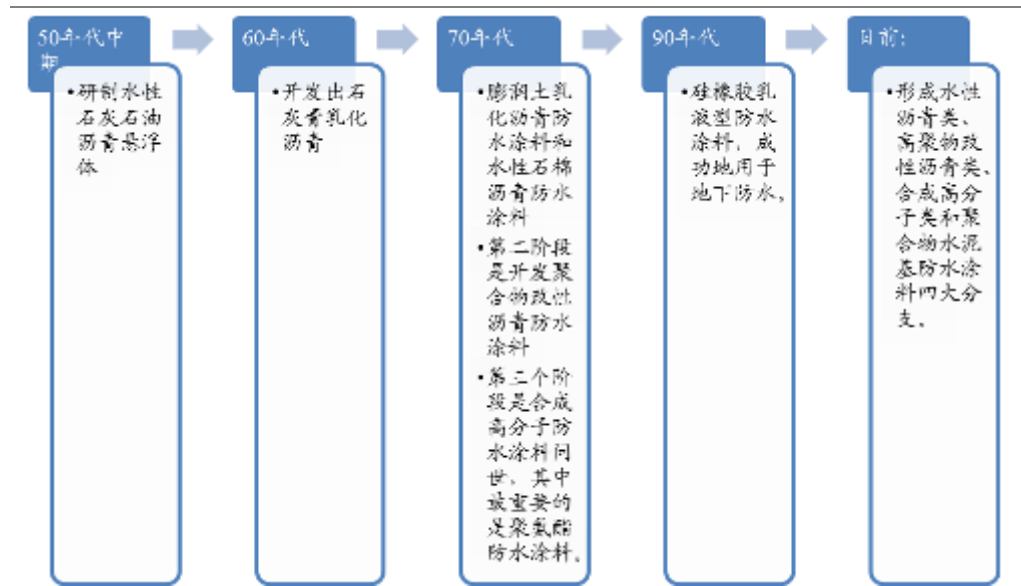 50年代中
期
•研制水性
石灰石油
沥青悬浮
体
60年代
•开发出石
灰膏乳化
沥青
70年代
•膨润土乳
化沥青防
水涂料和
水性石棉
沥青防水
涂料
•第二阶段
是开发聚
合物改性
沥青防水
涂料
•第三个阶
段是合成
高分子防
水涂料问
世，其中
最重要的
是聚氨酯
防水涂料。
90年代
•硅橡胶乳
液型防水
涂料，成
功地用于
地下防水。
目前：
•形成水性
沥青类、
高聚物改
性沥青类、
合成高分
子类和聚
合物水泥
基防水涂
料四大分
支。